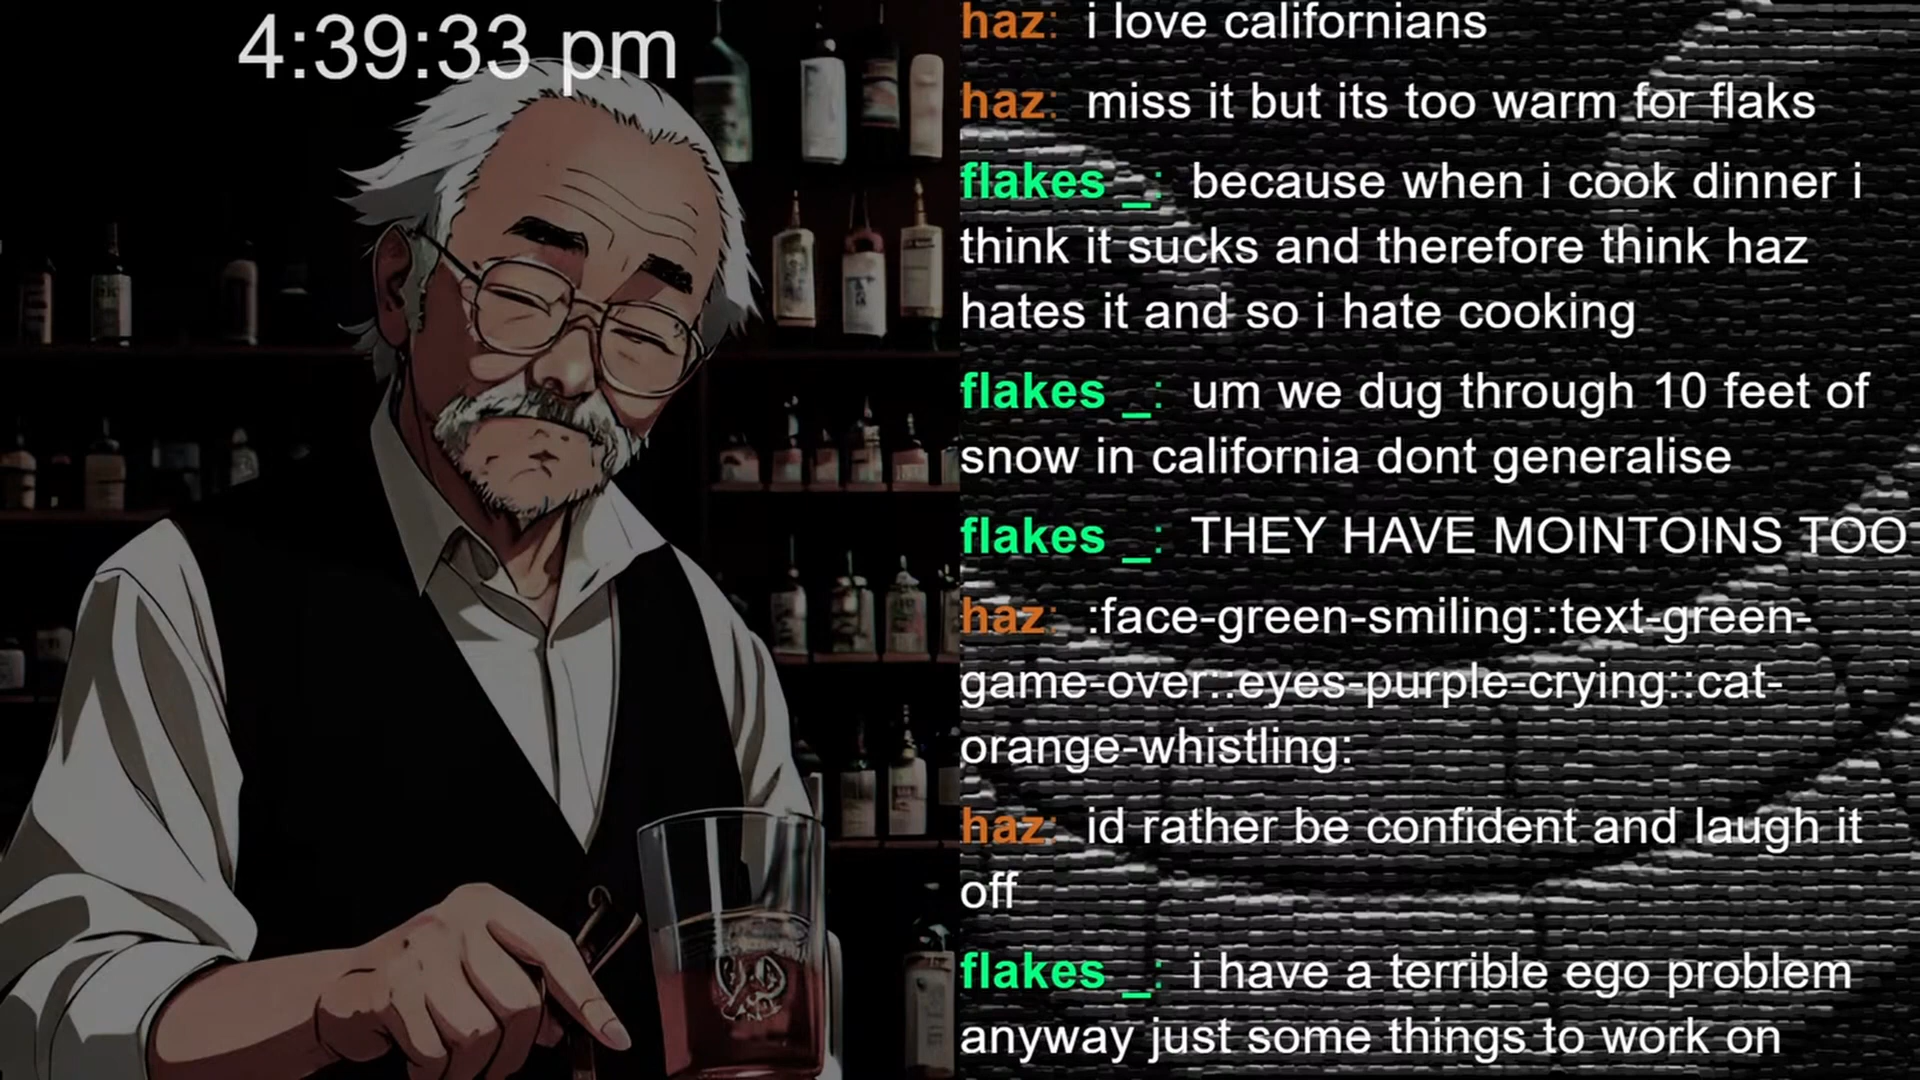 4:39:33 pm
haz: i love californians
haz: miss it but its too warm for flaks
flakes _: because when i cook dinner i
think it sucks and therefore think haz
hates it and so i hate cooking
flakes _: um we dug through 10 feet of
snow in california dont generalise
flakes _: THEY HAVE MOINTOINS TOO
haz: :face-green-smiling::text-green-
game-over::eyes-purple-crying::cat-
orange-whistling:
haz: id rather be confident and laugh it
off
flakes _: i have a terrible ego problem
anyway just some things to work on